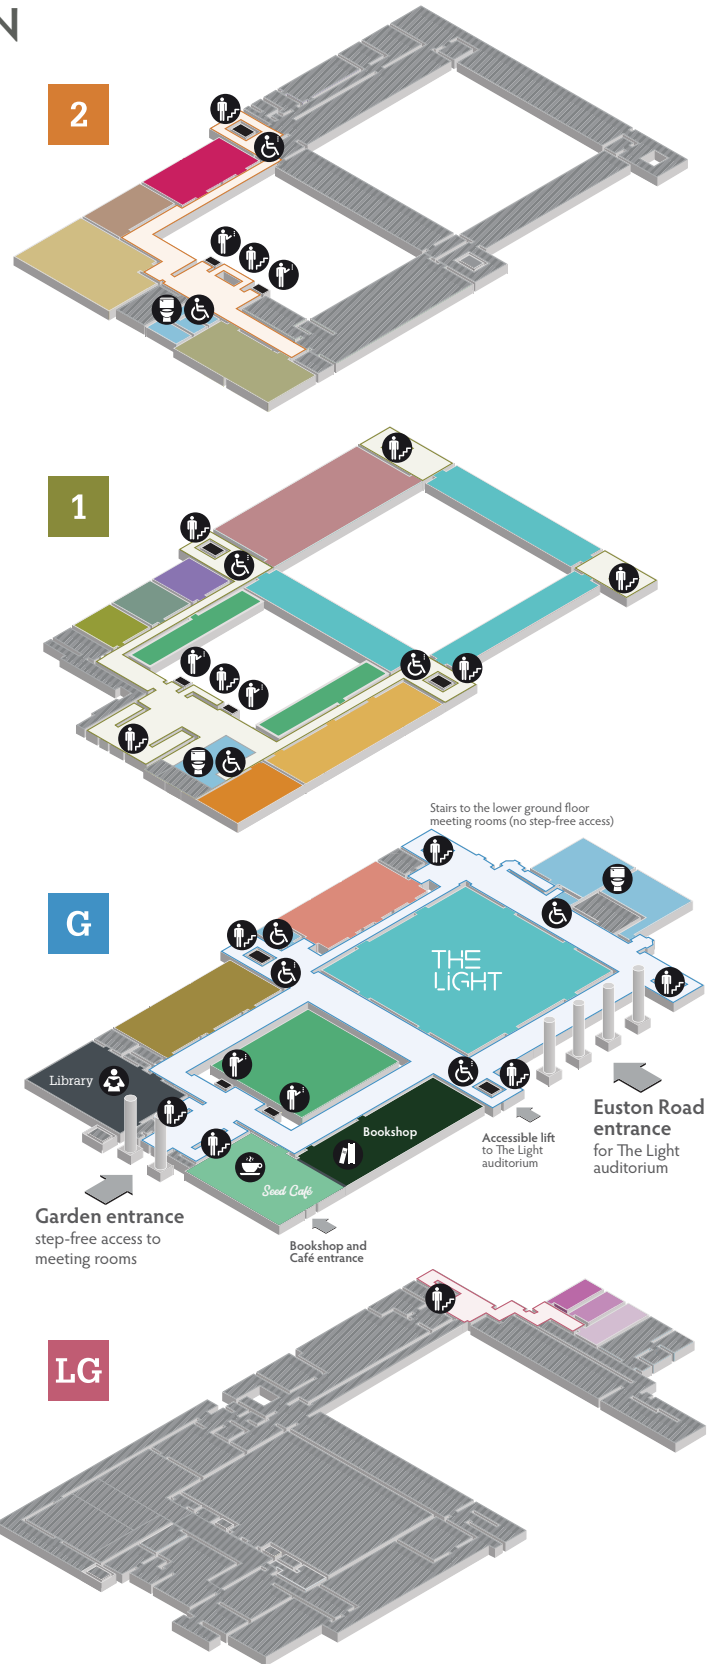 N
2
1
Stairs to the lower ground floor
meeting rooms (no step-free access)
G
THE
LiGHT
Library
Bookshop
Euston Road
entrance
for The Light
auditorium
Accessible lift
to The Light
auditorium
Seed Café
Garden entrance
step-free access to
meeting rooms
Bookshop and
Café entrance
LG